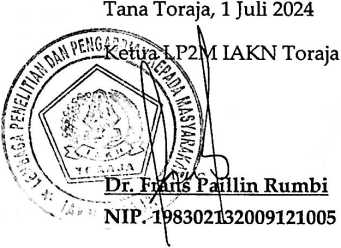 Tana Toraja, 1 Juli 2024
Ketua LP2M IAKN Toraja
LEMBAGA PENELITIAN DAN PENGABDIAN KEPADA MASYARAKAT
TORAJA
Dr. Frans Paillin Rumbi
NIP. 198302132009121005